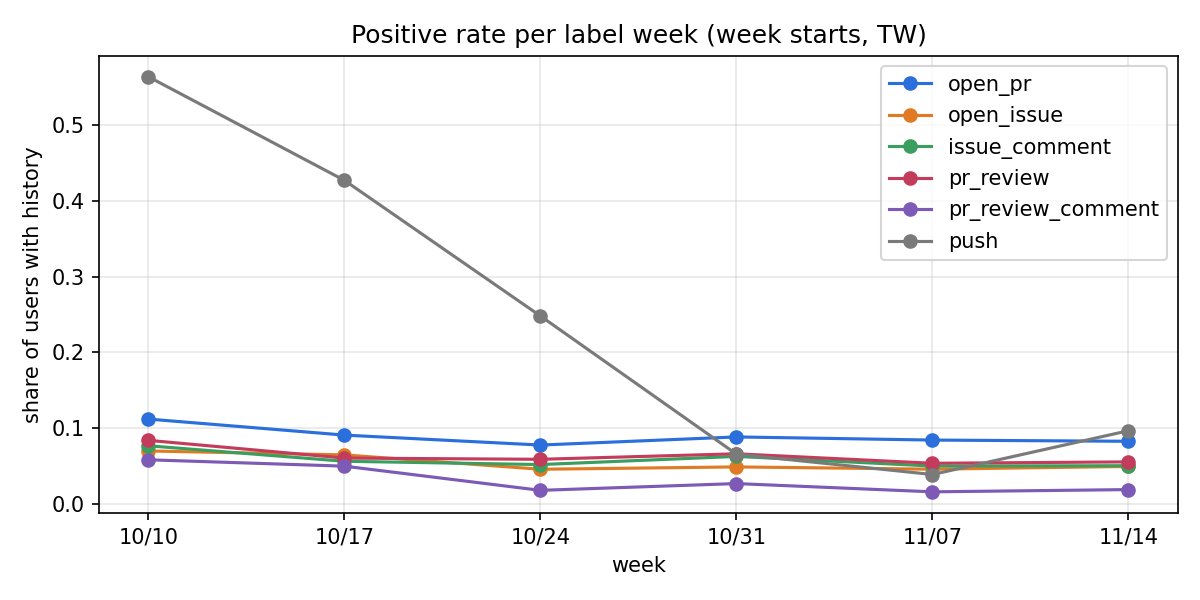 Positive rate per label week (week starts, TW)
share of users with history
0.5
0.4
0.3
0.2
0.1
0.0
open_pr
open_issue
issue_comment
pr_review
pr_review_comment
push
10/10
10/17
10/24
10/31
11/07
11/14
week